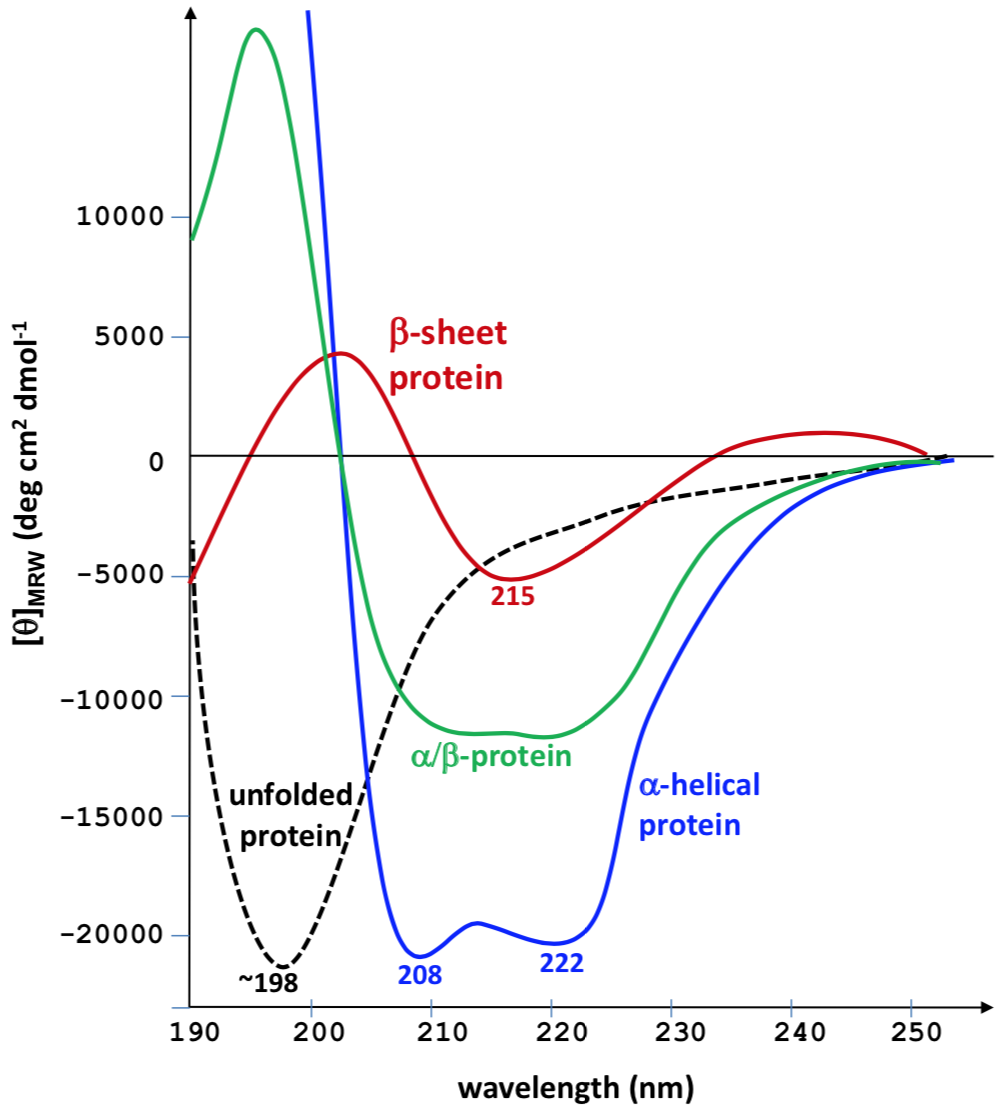 10000
5000
0
−5000
−10000
−15000
−20000
[θ]MRW (deg cm² dmol⁻¹)
β-sheet
protein
215
α/β-protein
unfolded
protein
α-helical
protein
~198
208
222
190 200 210 220 230 240 250
wavelength (nm)